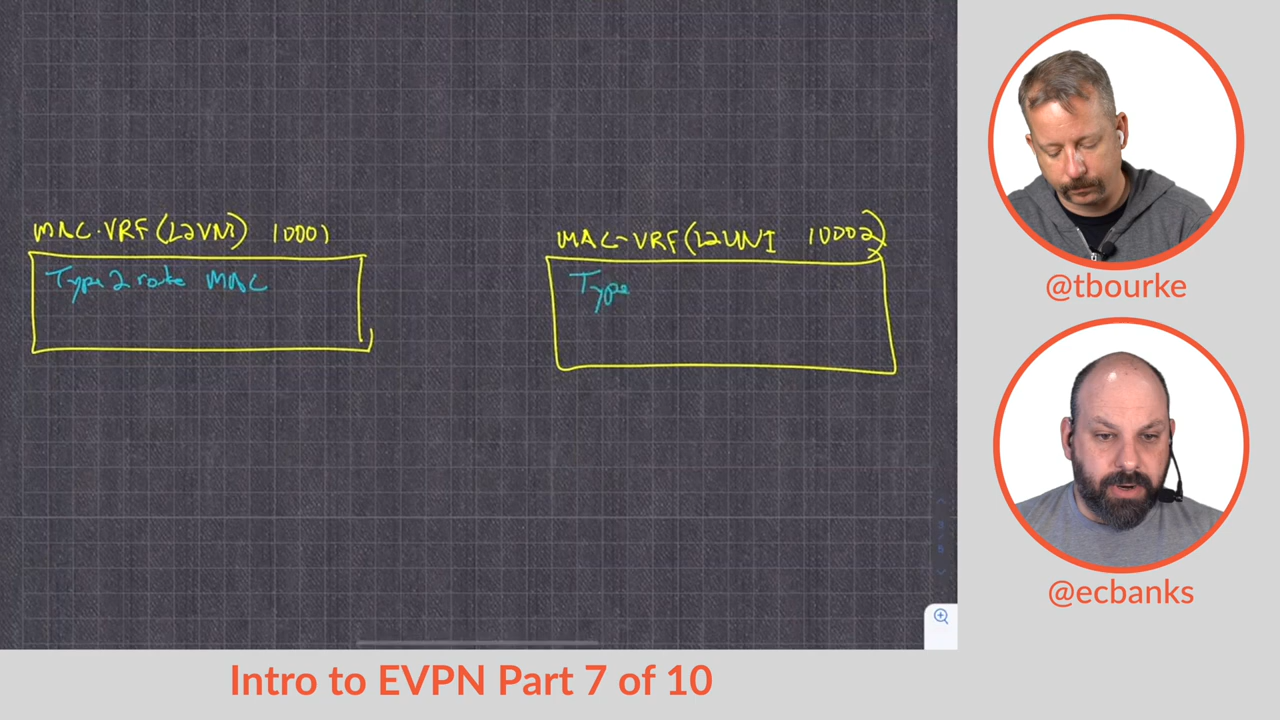 MAC-VRF (L2VNI) 10001
Type 2 route MAC
MAC-VRF (L2VNI 10002)
Type
@tbourke
@ecbanks
Intro to EVPN Part 7 of 10